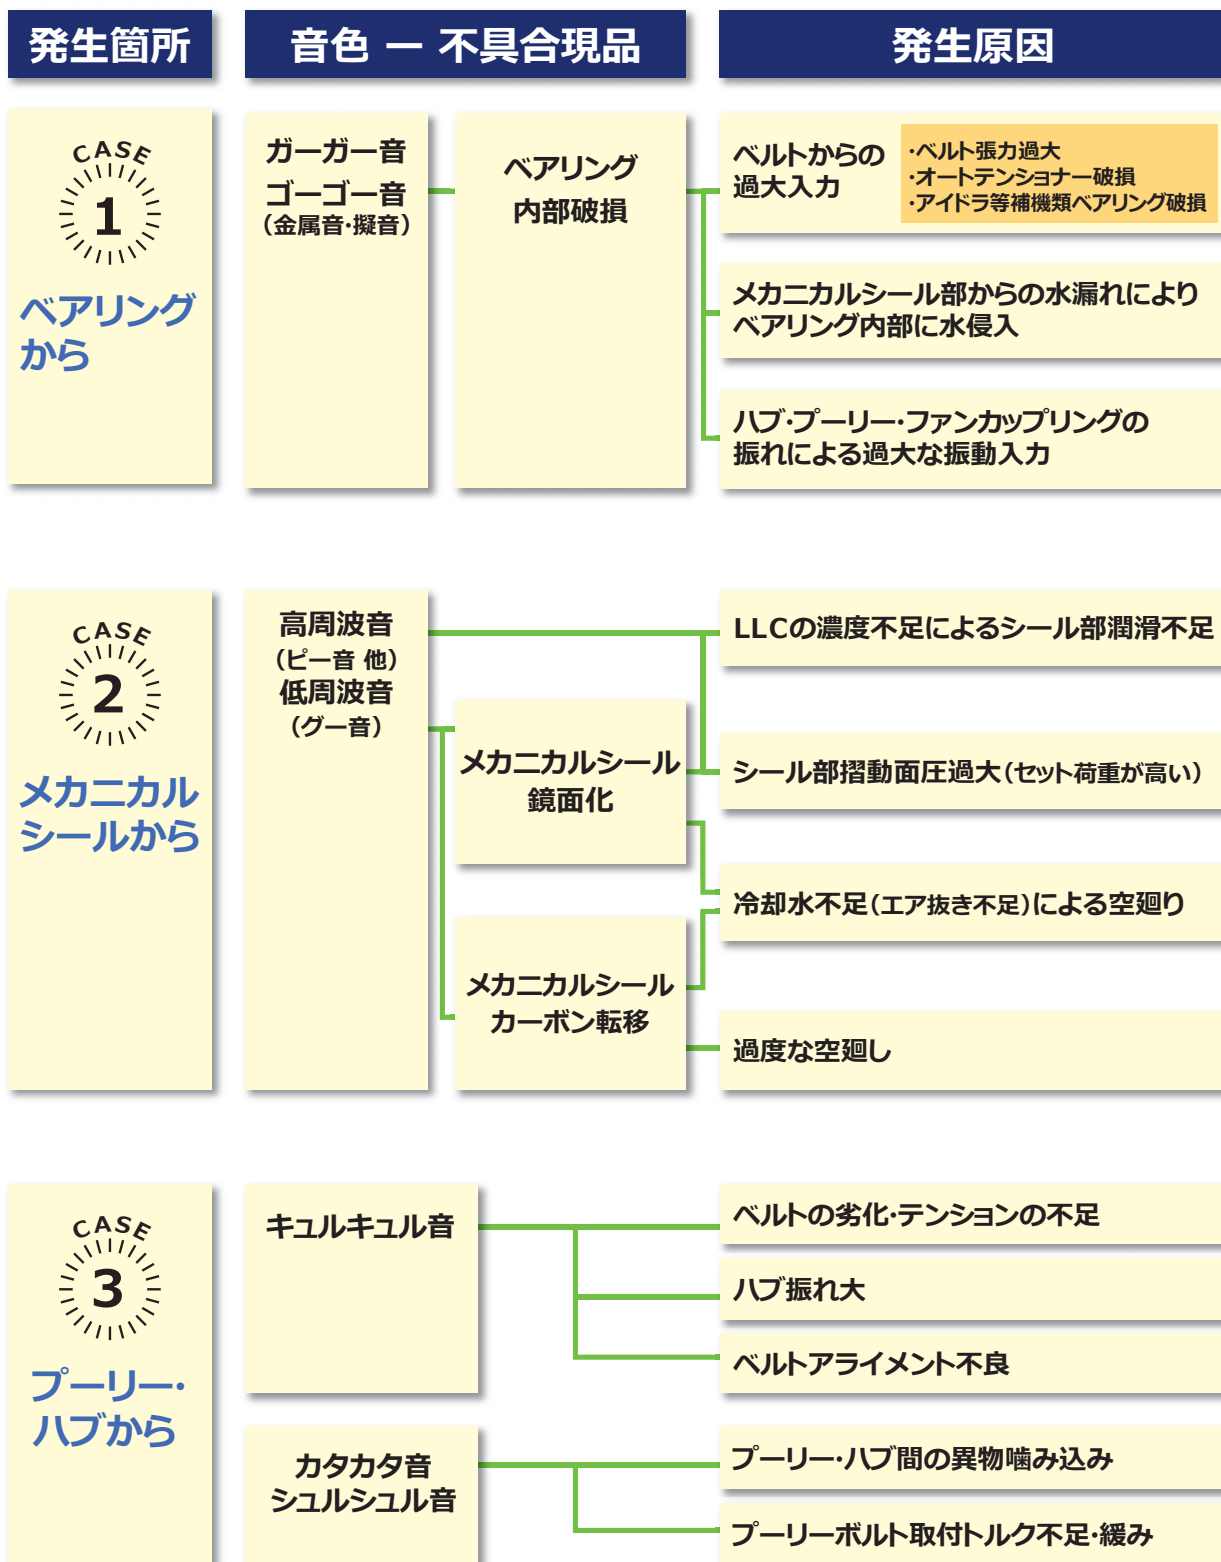 発生箇所
音色 ー 不具合現品
発生原因
CASE
1
ベアリング
から
ガーガー音
ゴーゴー音
(金属音・擬音)
ベアリング
内部破損
ベルトからの
過大入力
・ベルト張力過大
・オートテンショナー破損
・アイドラ等補機類ベアリング破損
メカニカルシール部からの水漏れにより
ベアリング内部に水侵入
ハブ・プーリー・ファンカップリングの
振れによる過大な振動入力
CASE
2
メカニカル
シールから
高周波音
(ピー音 他)
低周波音
(グー音)
メカニカルシール
鏡面化
メカニカルシール
カーボン転移
LLCの濃度不足によるシール部潤滑不足
シール部摺動面圧過大(セット荷重が高い)
冷却水不足(エア抜き不足)による空廻り
過度な空廻し
CASE
3
プーリー・
ハブから
キュルキュル音
ベルトの劣化・テンションの不足
ハブ振れ大
ベルトアライメント不良
カタカタ音
シュルシュル音
プーリー・ハブ間の異物噛み込み
プーリーボルト取付トルク不足・緩み